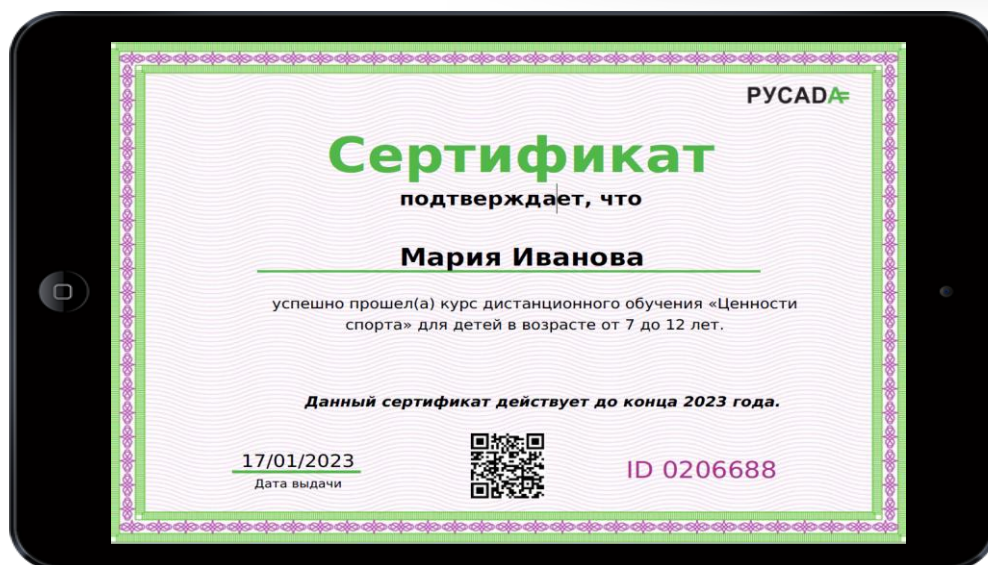 РУСАDА
Сертификат
подтверждает, что
Мария Иванова
успешно прошел(а) курс дистанционного обучения «Ценности
спорта» для детей в возрасте от 7 до 12 лет.
Данный сертификат действует до конца 2023 года.
17/01/2023
Дата выдачи
ID 0206688